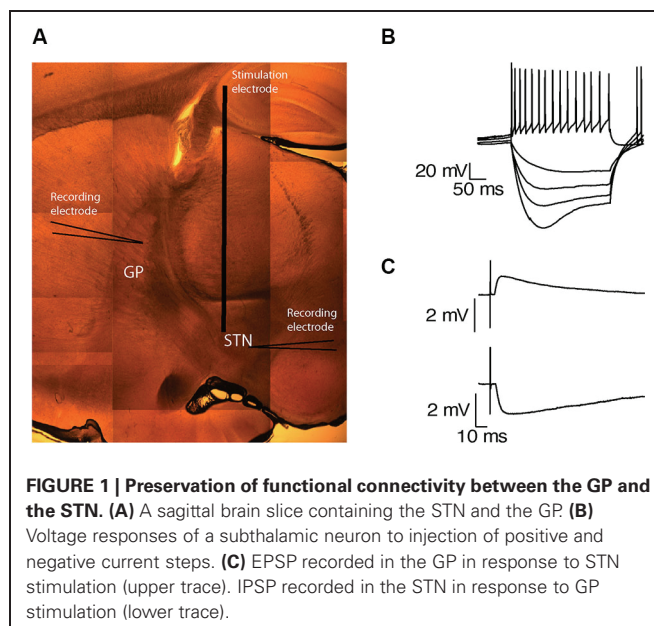 A
Stimulation
electrode
Recording
electrode
GP
STN
Recording
electrode
B
20 mV
50 ms
C
2 mV
2 mV
10 ms
FIGURE 1 | Preservation of functional connectivity between the GP and
the STN. (A) A sagittal brain slice containing the STN and the GP. (B)
Voltage responses of a subthalamic neuron to injection of positive and
negative current steps. (C) EPSP recorded in the GP in response to STN
stimulation (upper trace). IPSP recorded in the STN in response to GP
stimulation (lower trace).